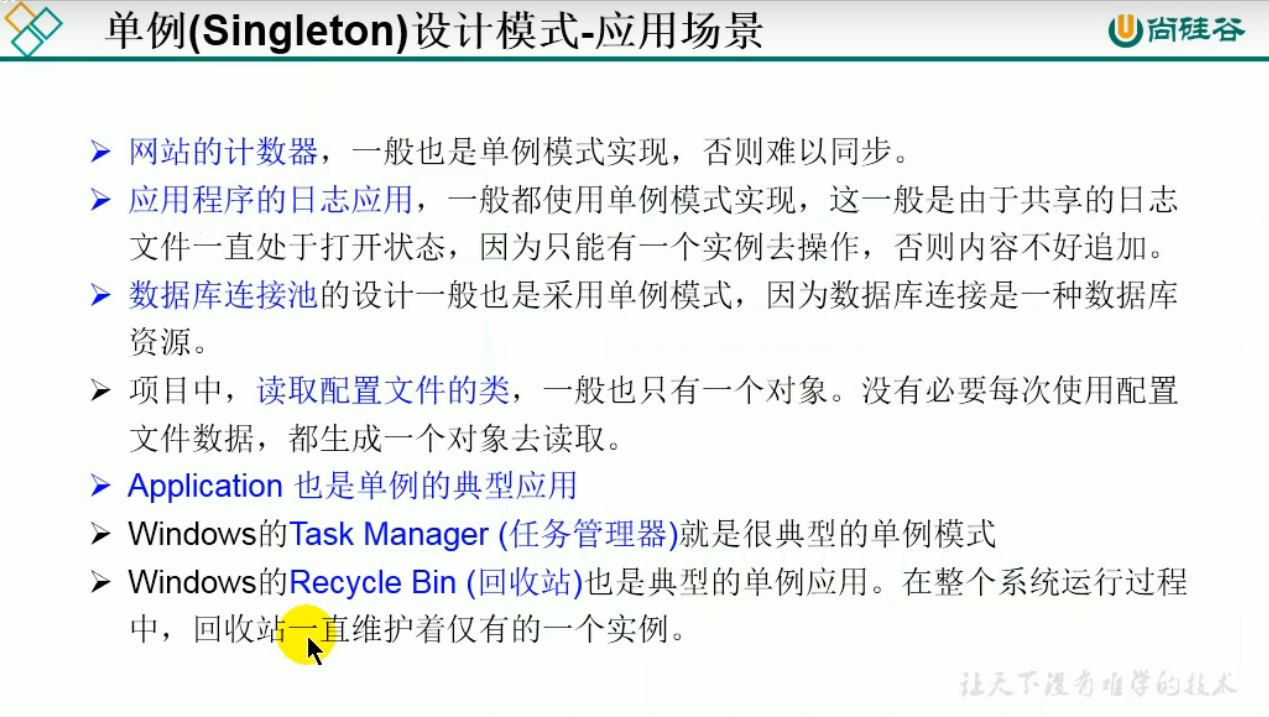 单例(Singleton)设计模式-应用场景
尚硅谷
网站的计数器，一般也是单例模式实现，否则难以同步。
应用程序的日志应用，一般都使用单例模式实现，这一般是由于共享的日志
文件一直处于打开状态，因为只能有一个实例去操作，否则内容不好追加。
数据库连接池的设计一般也是采用单例模式，因为数据库连接是一种数据库
资源。
项目中，读取配置文件的类，一般也只有一个对象。没有必要每次使用配置
文件数据，都生成一个对象去读取。
Application 也是单例的典型应用
Windows的Task Manager (任务管理器)就是很典型的单例模式
Windows的Recycle Bin (回收站)也是典型的单例应用。在整个系统运行过程
中，回收站一直维护着仅有的一个实例。
让天下没有难学的技术